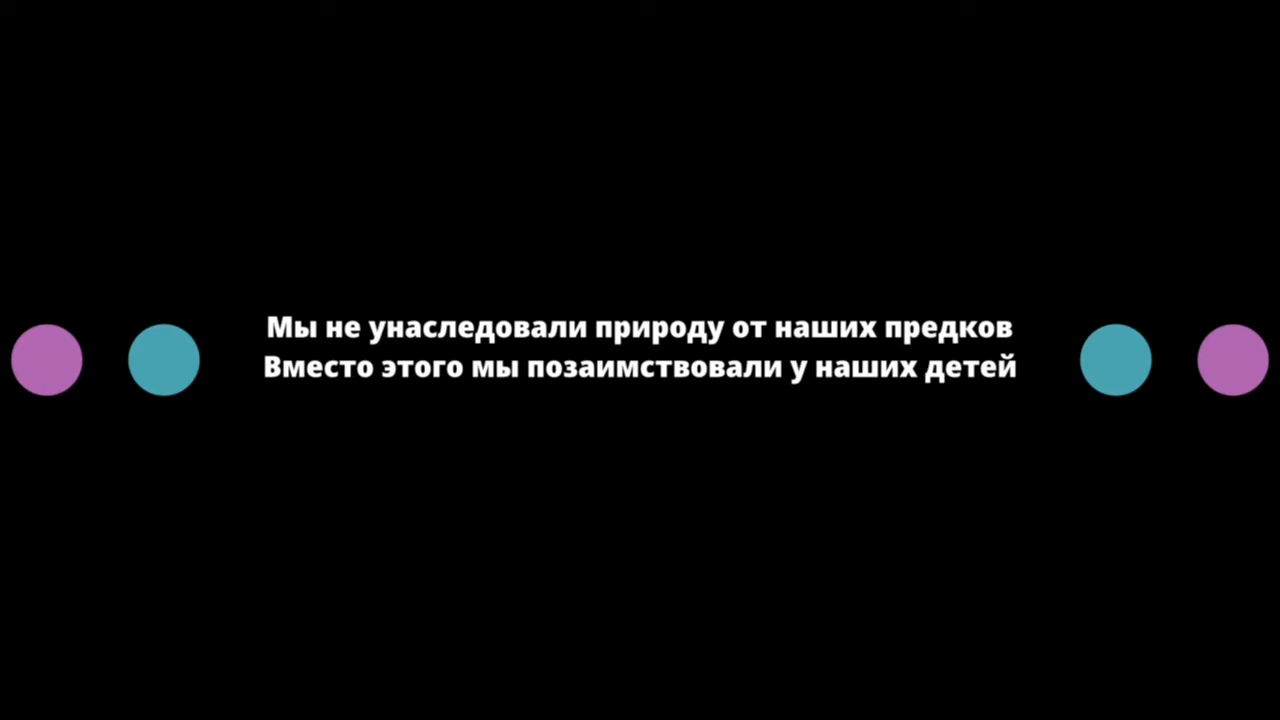 Мы не унаследовали природу от наших предков
Вместо этого мы позаимствовали у наших детей